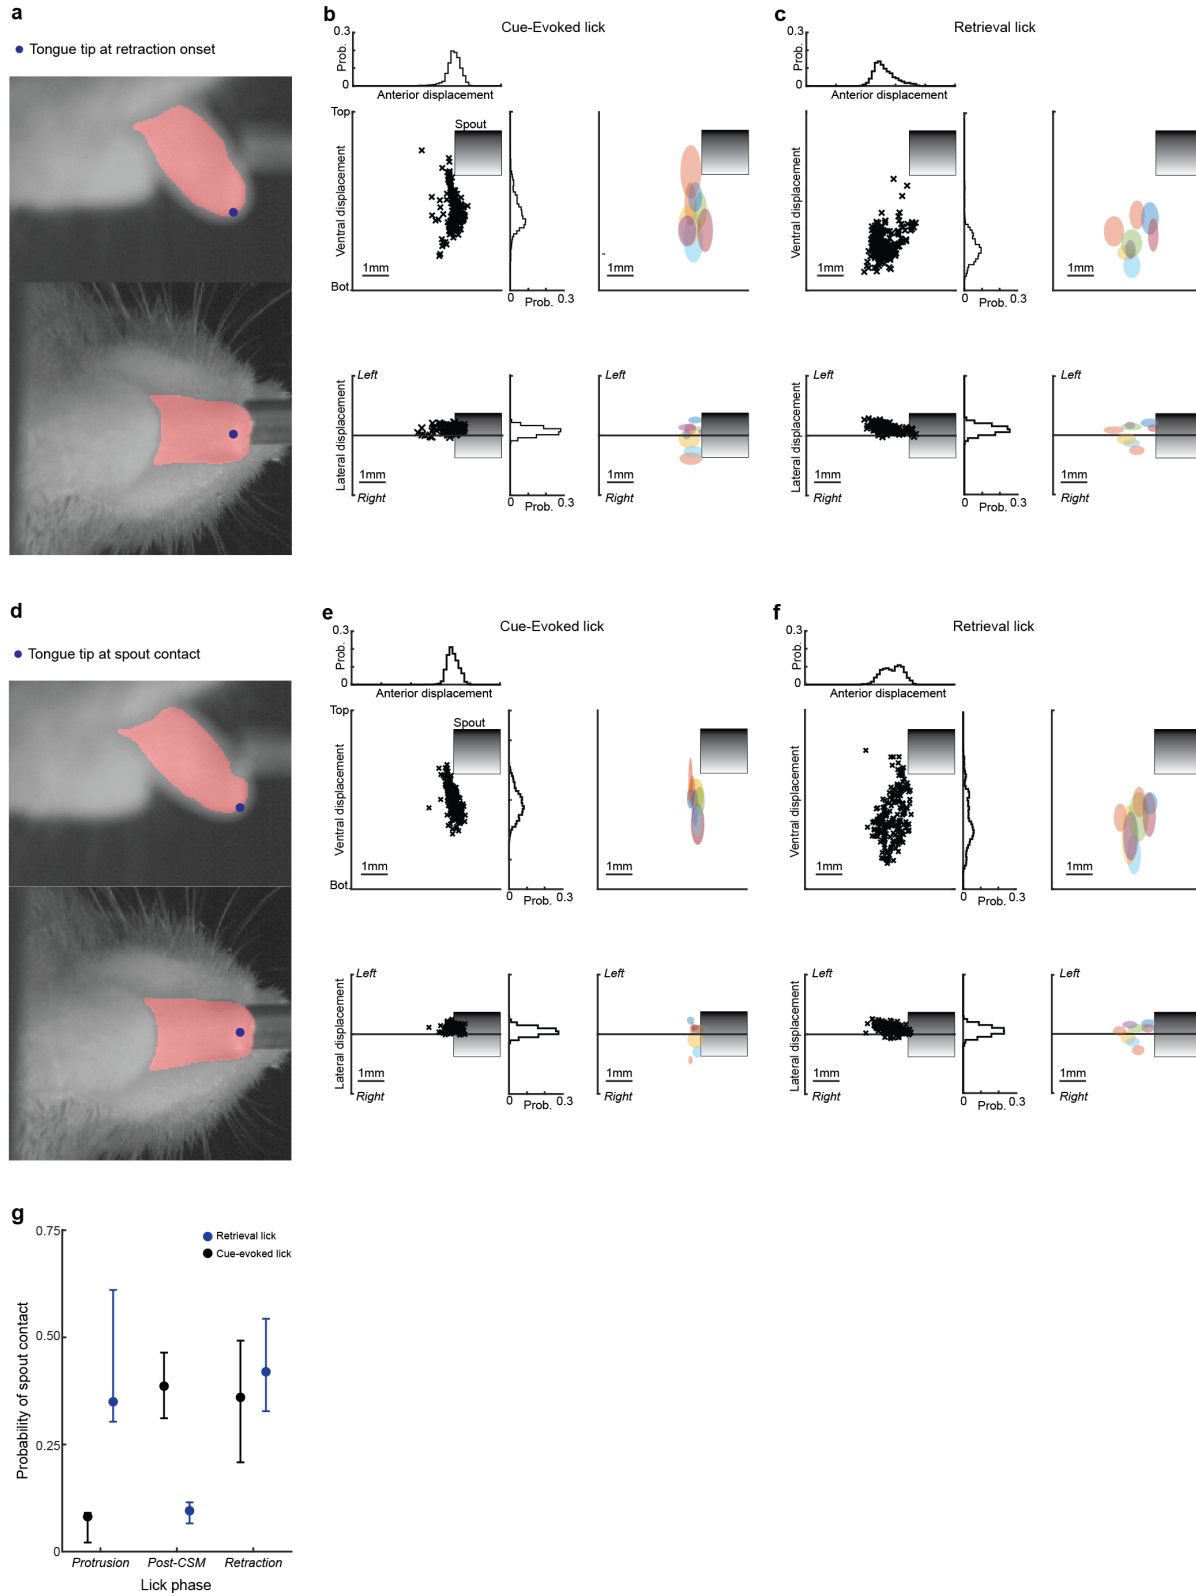 a
Tongue tip at retraction onset
b
Cue-Evoked lick
0.3
Prob.
0
Anterior displacement
Top
Ventral displacement
Bot.
Spout
1mm
0
Prob.
0.3
1mm
Left
Lateral displacement
1mm
Right
0
Prob.
0.3
Left
1mm
Right
c
Retrieval lick
0.3
Prob.
0
Anterior displacement
Ventral displacement
1mm
0
Prob.
0.3
1mm
Left
Lateral displacement
1mm
Right
0
Prob.
0.3
Left
1mm
Right
d
Tongue tip at spout contact
e
Cue-Evoked lick
0.3
Prob.
0
Anterior displacement
Top
Ventral displacement
Bot.
Spout
1mm
0
Prob.
0.3
1mm
Left
Lateral displacement
1mm
Right
0
Prob.
0.3
Left
1mm
Right
f
Retrieval lick
0.3
Prob.
0
Anterior displacement
Ventral displacement
1mm
0
Prob.
0.3
1mm
Left
Lateral displacement
1mm
Right
0
Prob.
0.3
Left
1mm
Right
g
0.75
0.50
0.25
0
Probability of spout contact
Retrieval lick
Cue-evoked lick
Protrusion
Post-CSM
Retraction
Lick phase